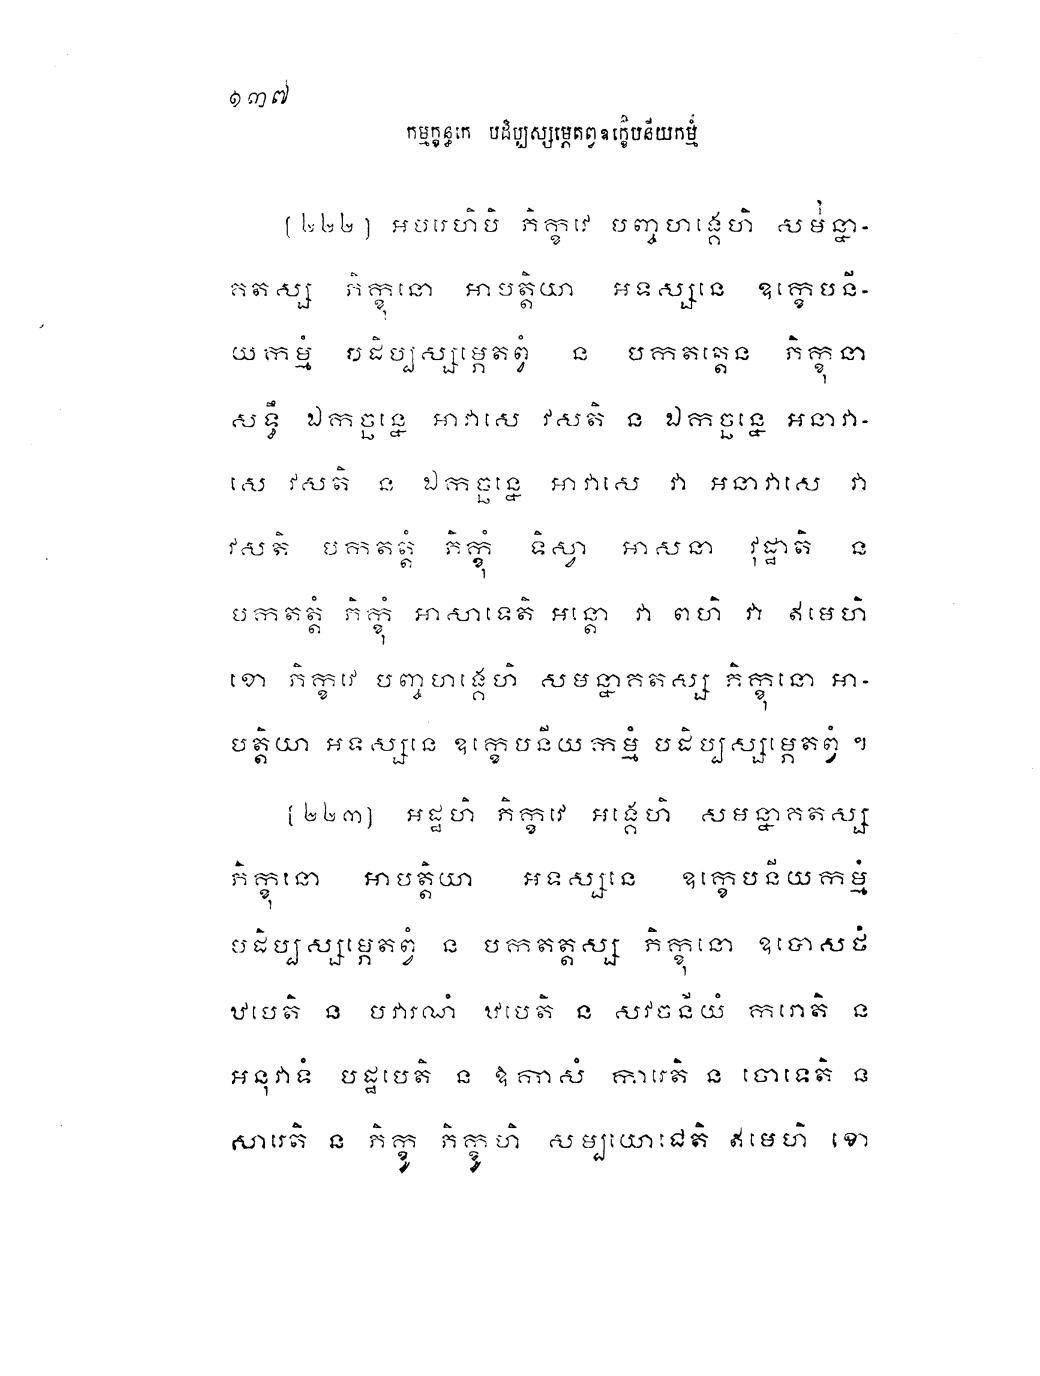 ១៣៧
កម្មក្ខន្ធកេ បដិប្បស្សម្ភេតព្វឧក្ខេបនីយកម្មំ
(២២២) អបរេហិបិ ភិក្ខវេ បញ្ចហង្គេហិ សមន្នា-
គតស្ស ភិក្ខុនោ អាបត្តិយា អទស្សនេ ឧក្ខេបនី-
យកម្មំ បដិប្បស្សម្ភេតព្វំ ន បកតត្តេន ភិក្ខុនា
សទ្ធឹ ឯកច្ឆន្នេ អាវាសេ វសតិ ន ឯកច្ឆន្នេ អនាវា-
សេ វសតិ ន ឯកច្ឆន្នេ អាវាសេ វា អនាវាសេ វា
វសតិ បកតត្តំ ភិក្ខុំ ទិស្វា អាសនា វុដ្ឋាតិ ន
បកតត្តំ ភិក្ខុំ អាសាទេតិ អន្តោ វា ពហិ វា ឥមេហិ
ខោ ភិក្ខវេ បញ្ចហង្គេហិ សមន្នាគតស្ស ភិក្ខុនោ អា-
បត្តិយា អទស្សនេ ឧក្ខេបនីយកម្មំ បដិប្បស្សម្ភេតព្វំ ។
(២២៣) អដ្ឋហិ ភិក្ខវេ អង្គេហិ សមន្នាគតស្ស
ភិក្ខុនោ អាបត្តិយា អទស្សនេ ឧក្ខេបនីយកម្មំ
បដិប្បស្សម្ភេតព្វំ ន បកតត្តស្ស ភិក្ខុនោ ឧបោសថំ
ឋបេតិ ន បវារណំ ឋបេតិ ន សវចនីយំ ករោតិ ន
អនុវាទំ បដ្ឋបេតិ ន ឱកាសំ ការេតិ ន ចោទេតិ ន
សារេតិ ន ភិក្ខូ ភិក្ខូហិ សម្បយោជេតិ ឥមេហិ ខោ